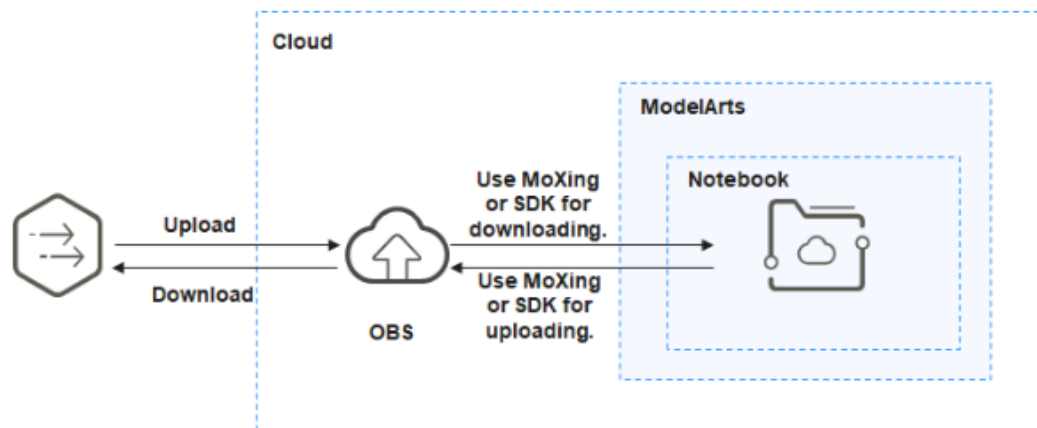 Cloud
ModelArts
Notebook
Use MoXing
or SDK for
downloading.
Upload
Download
Use MoXing
or SDK for
uploading.
OBS